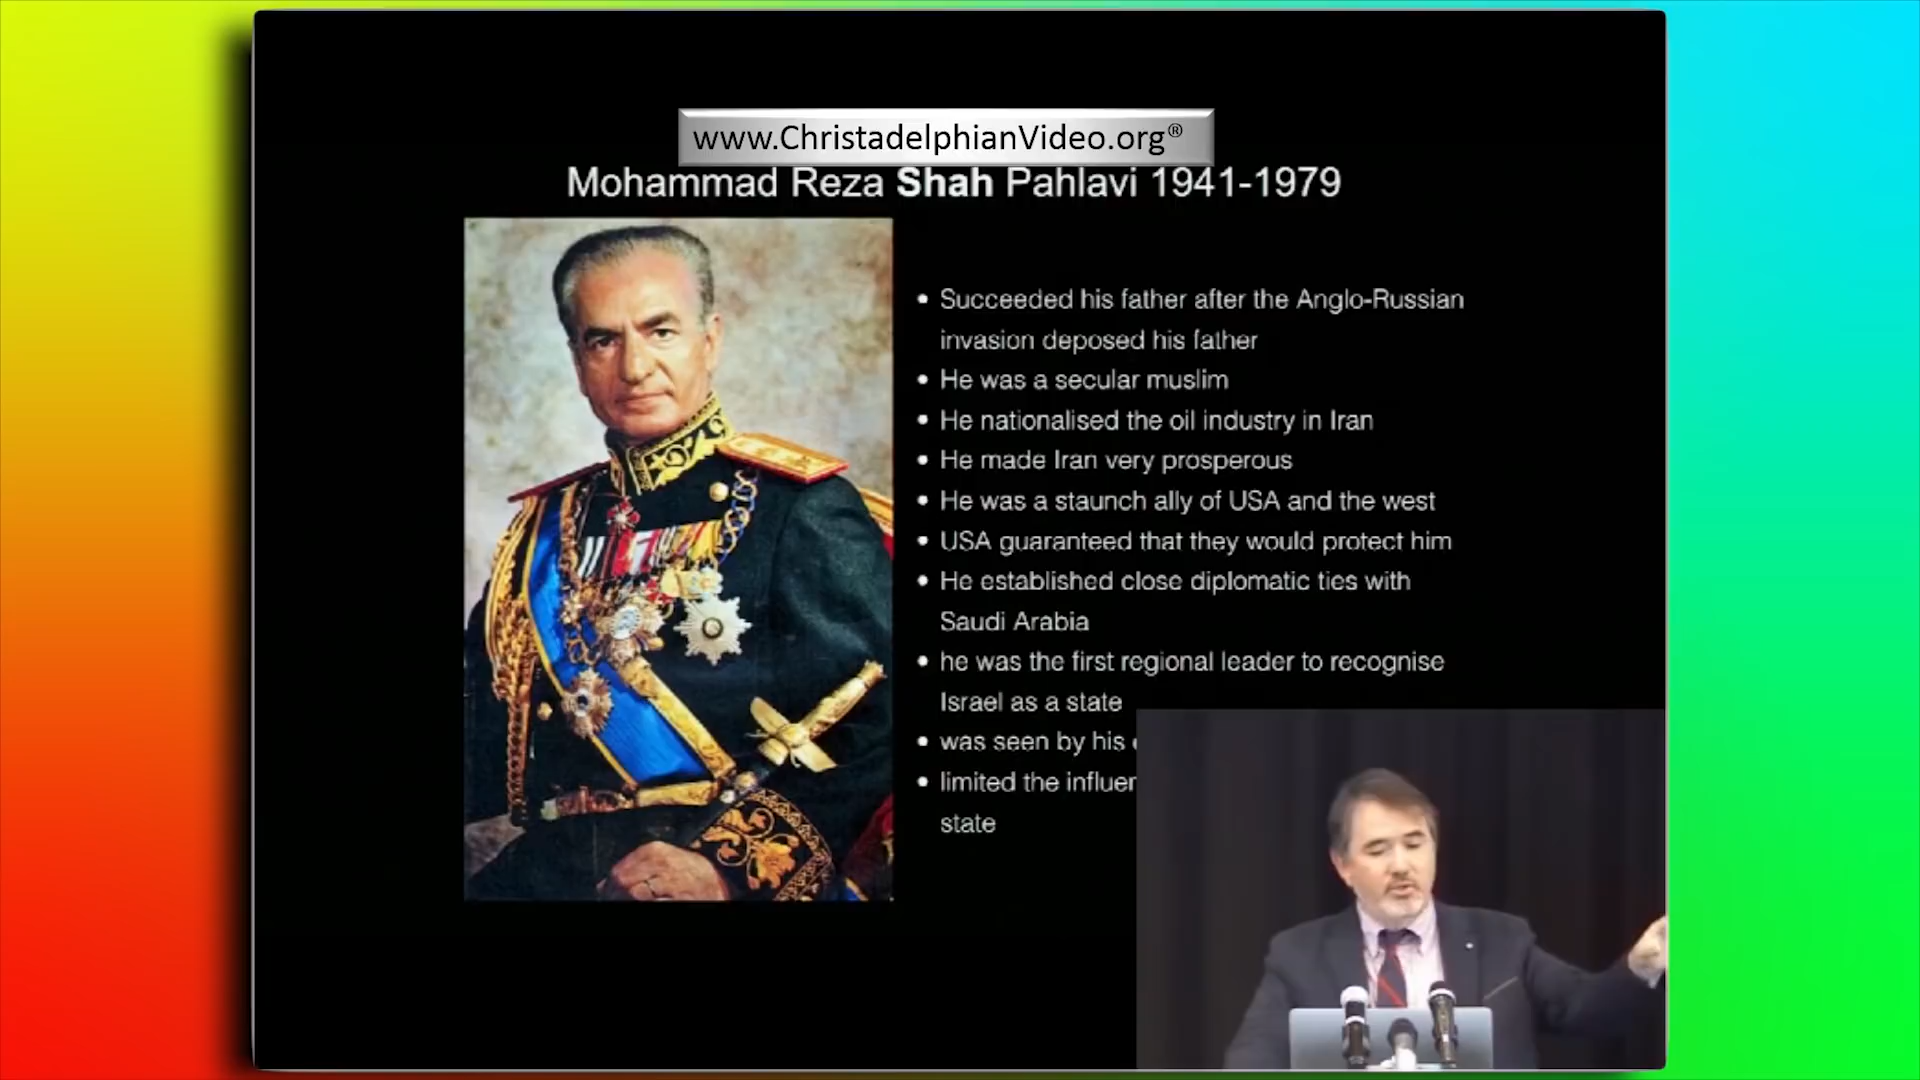 www.ChristadelphianVideo.org®
Mohammad Reza Shah Pahlavi 1941-1979
• Succeeded his father after the Anglo-Russian
invasion deposed his father
• He was a secular muslim
• He nationalised the oil industry in Iran
• He made Iran very prosperous
• He was a staunch ally of USA and the west
• USA guaranteed that they would protect him
• He established close diplomatic ties with
Saudi Arabia
• he was the first regional leader to recognise
Israel as a state
• was seen by his
• limited the
state